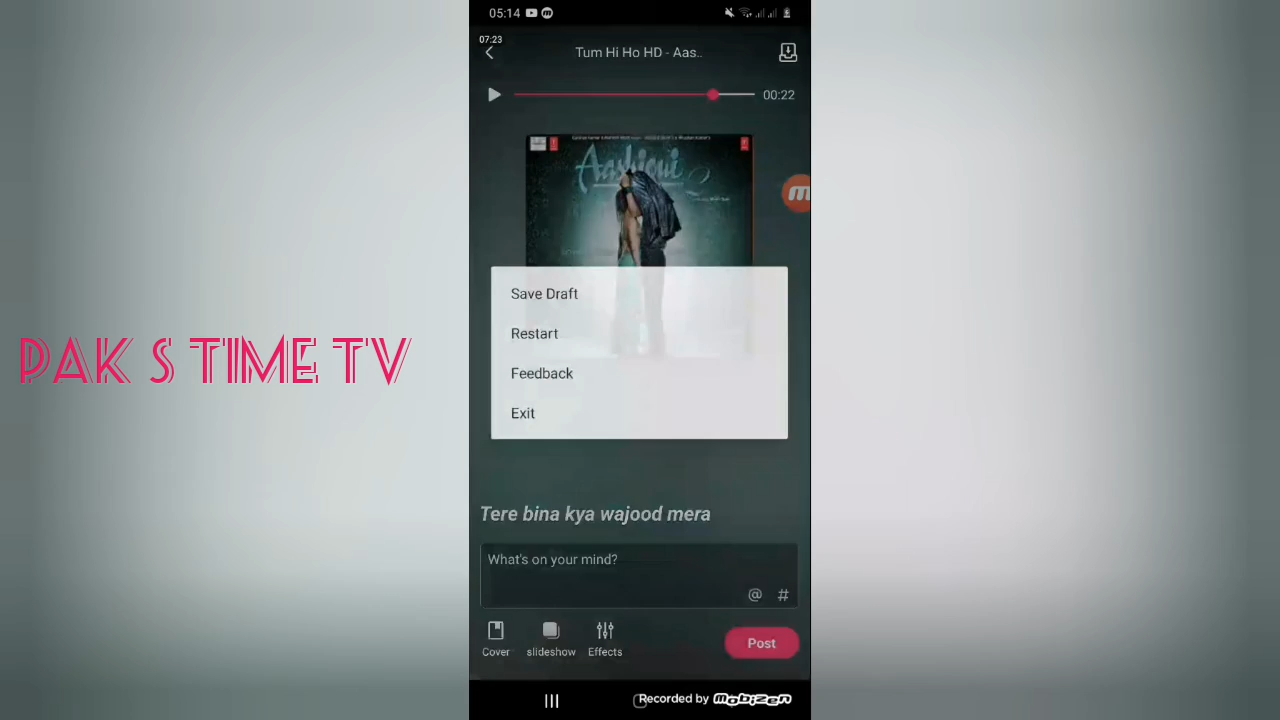 05:14
07:23
Tum Hi Ho HD - Aas..
00:22
Aashiqui 2
Save Draft
Restart
Feedback
Exit
PAK S TIME TV
Tere bina kya wajood mera
What's on your mind?
@ #
Cover slideshow Effects
Post
Recorded by mobizen